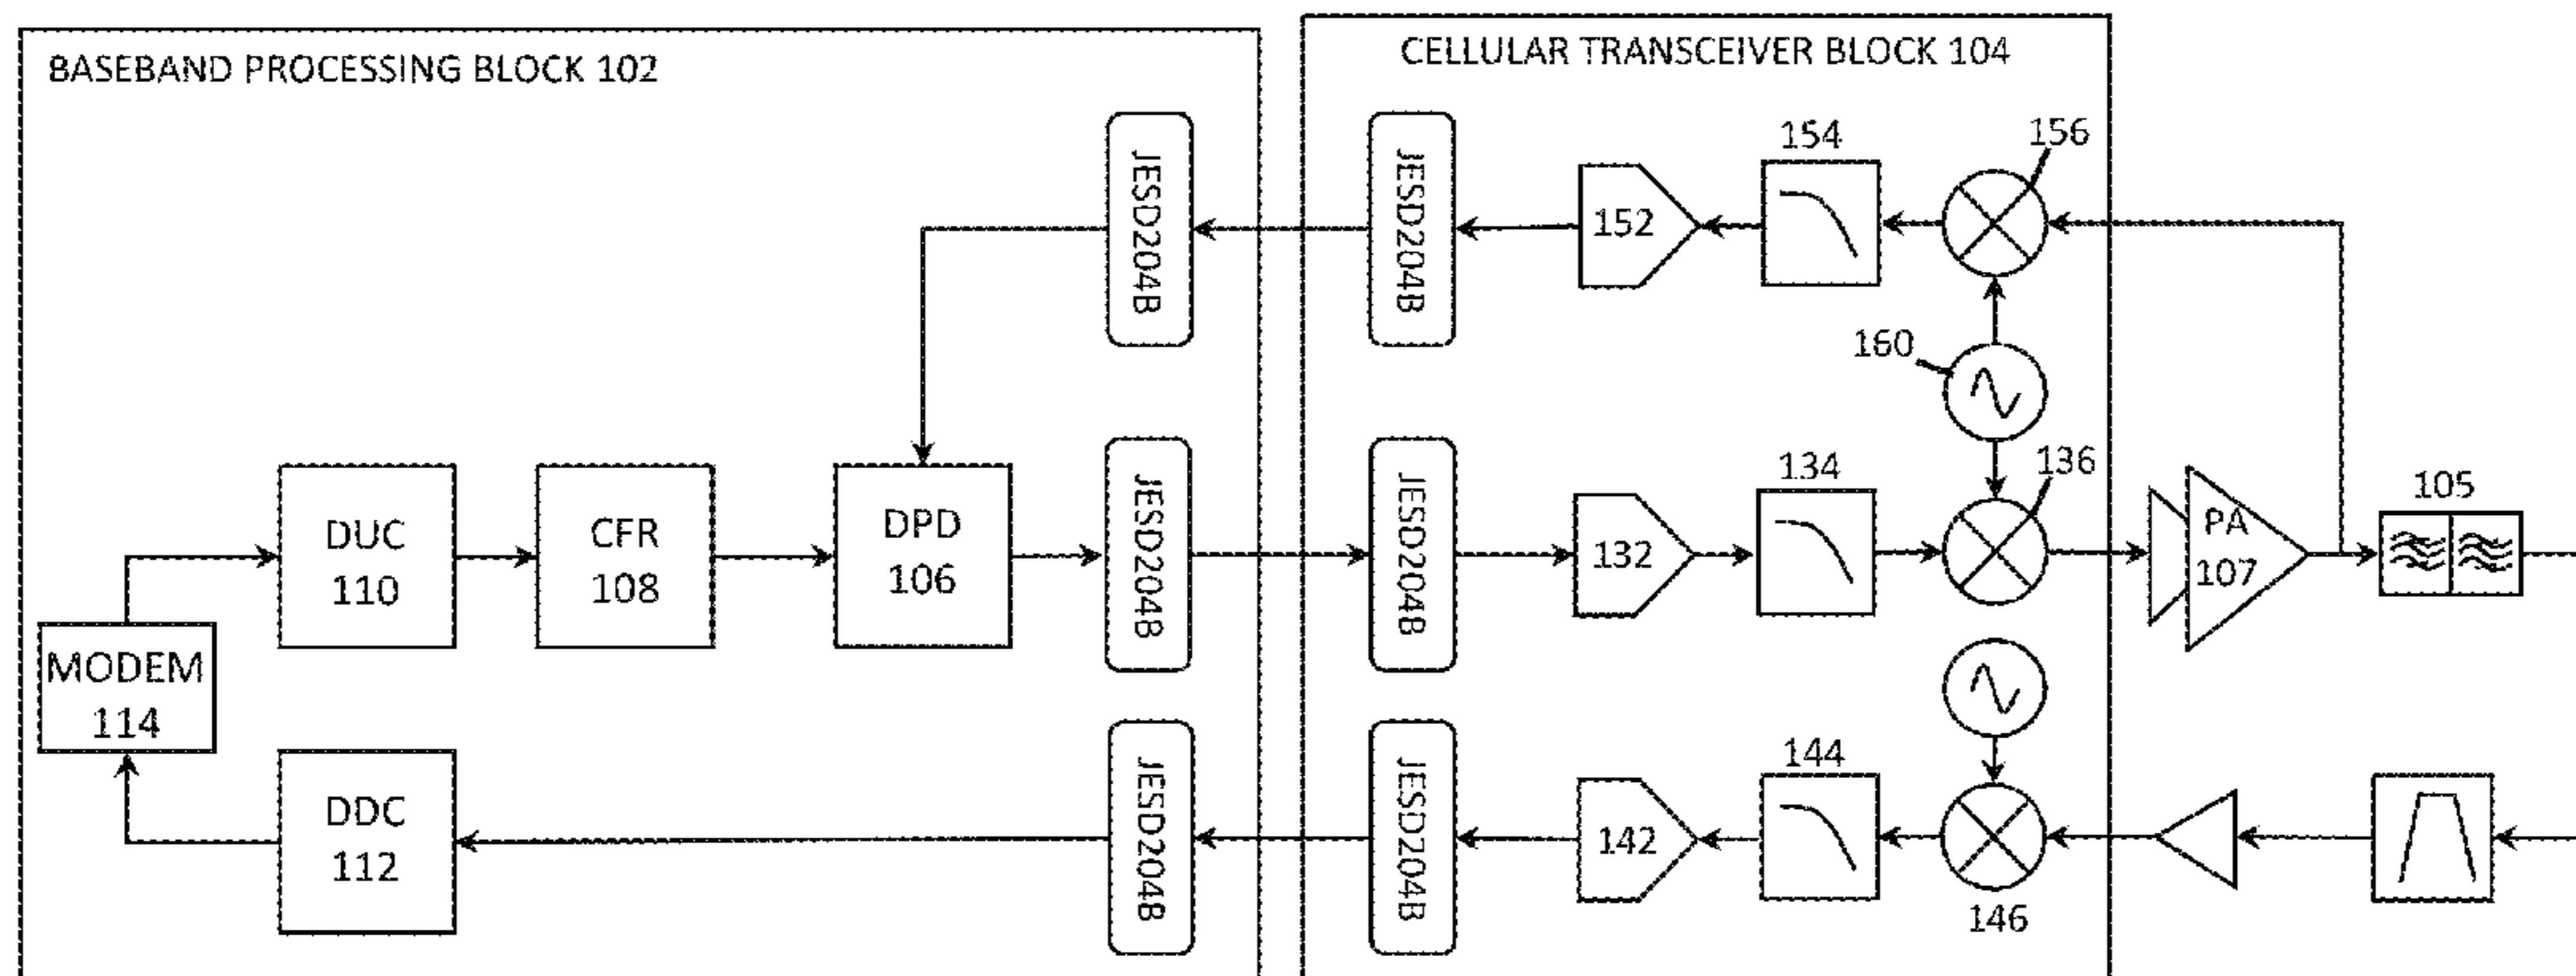 BASEBAND PROCESSING BLOCK 102
CELLULAR TRANSCEIVER BLOCK 104
JESD204B
JESD204B
152
154
156
160
DUC
110
CFR
108
DPD
106
JESD204B
JESD204B
132
134
136
PA
107
105
MODEM
114
DDC
112
JESD204B
JESD204B
142
144
146